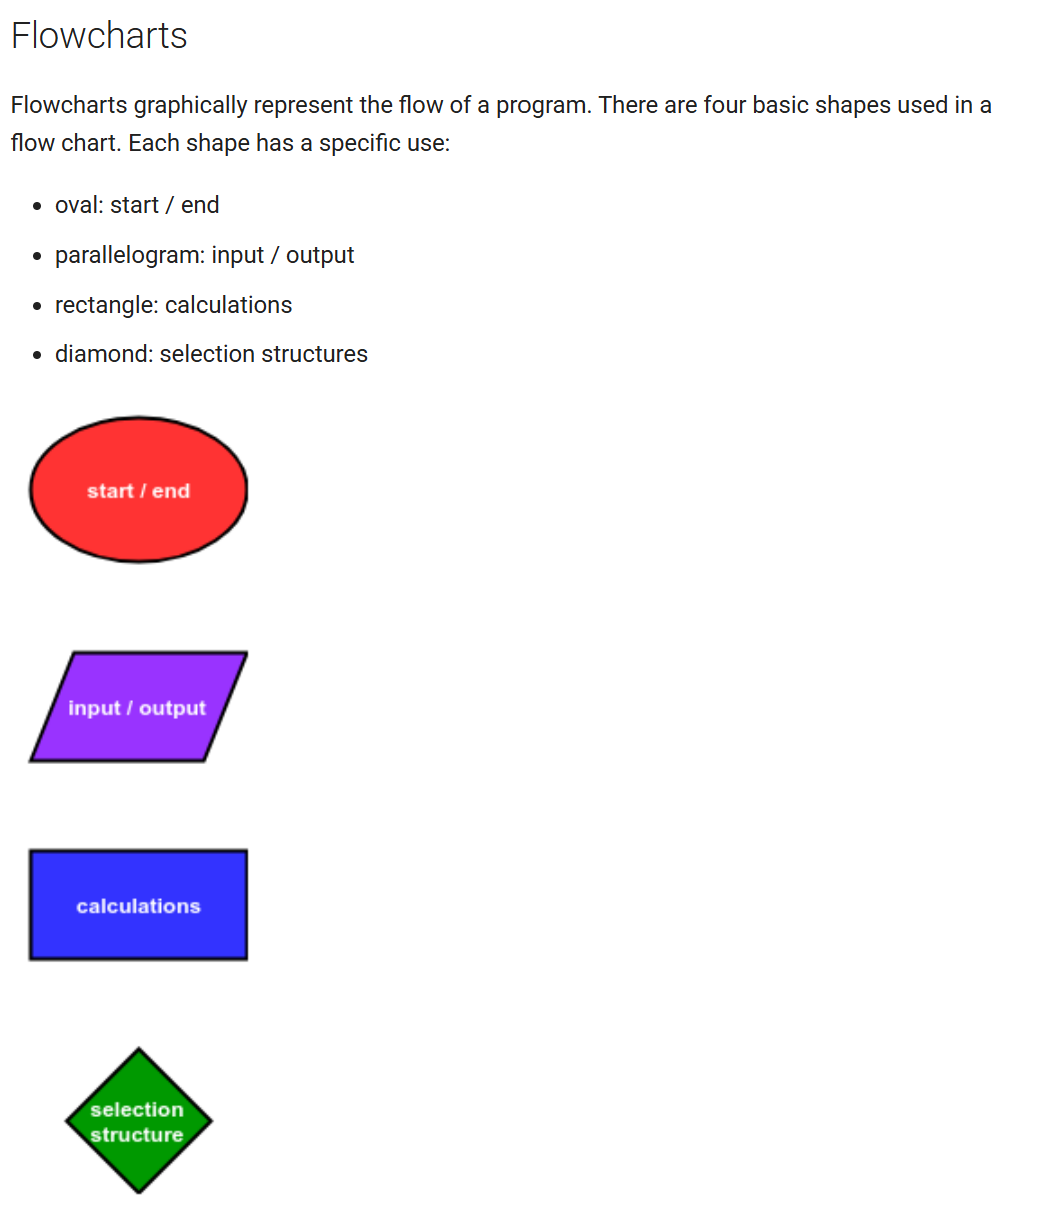 Flowcharts
Flowcharts graphically represent the flow of a program. There are four basic shapes used in a
flow chart. Each shape has a specific use:
• oval: start / end
• parallelogram: input / output
• rectangle: calculations
• diamond: selection structures
start / end
input / output
calculations
selection
structure